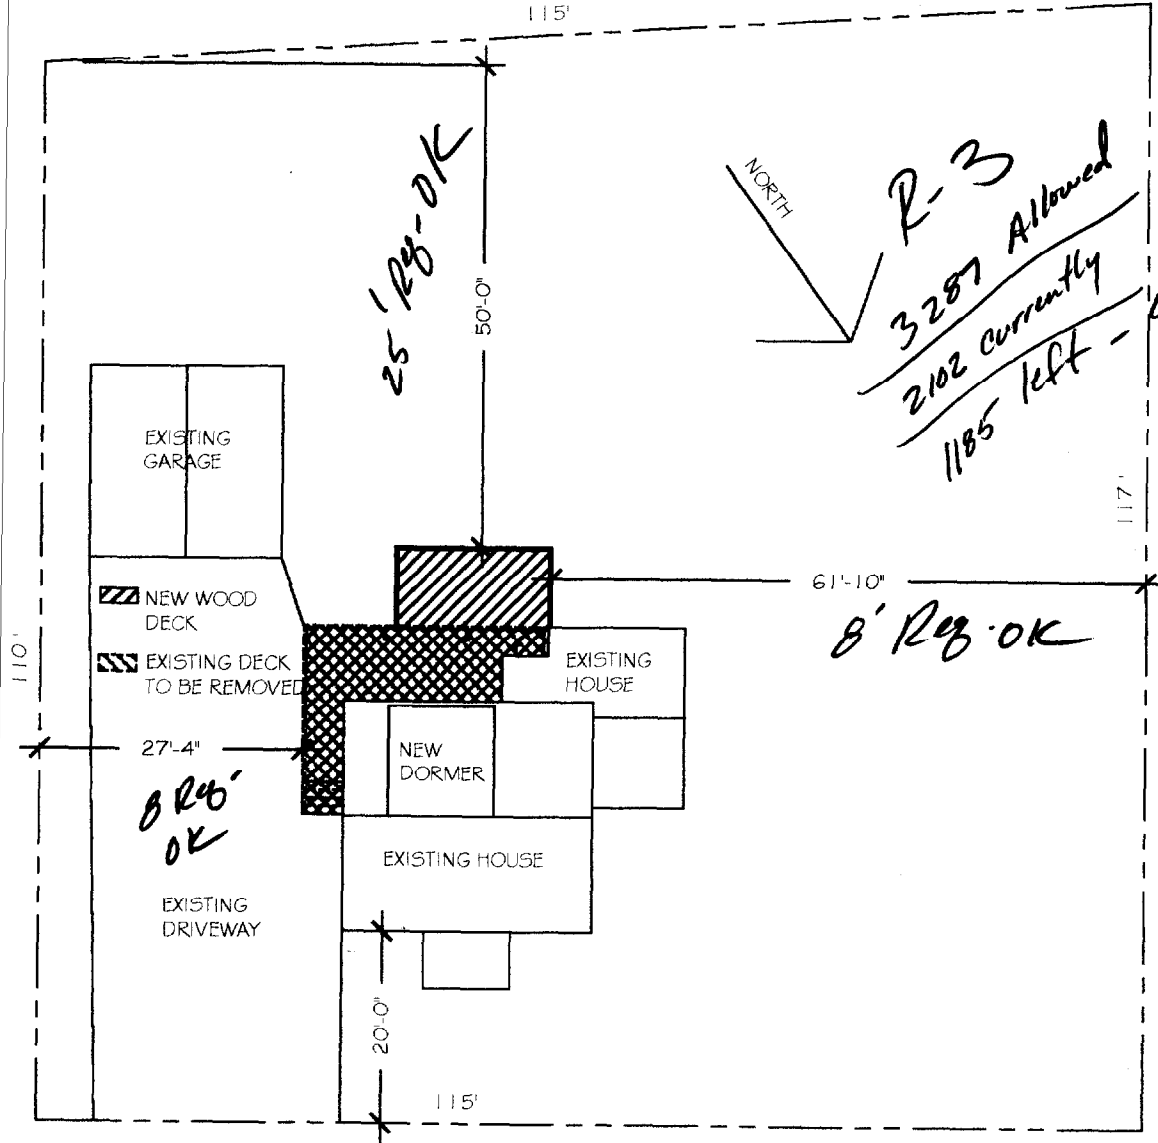 115'
25' Req - OK
50'-0"
NORTH
R-3
3287 Allowed
2102 currently
1185 left -
EXISTING
GARAGE
117'
61'-10"
8' Req. OK
NEW WOOD
DECK
EXISTING DECK
TO BE REMOVED
110'
EXISTING
HOUSE
27'-4"
8 Req'
OK
NEW
DORMER
EXISTING HOUSE
EXISTING
DRIVEWAY
20'-0"
115'